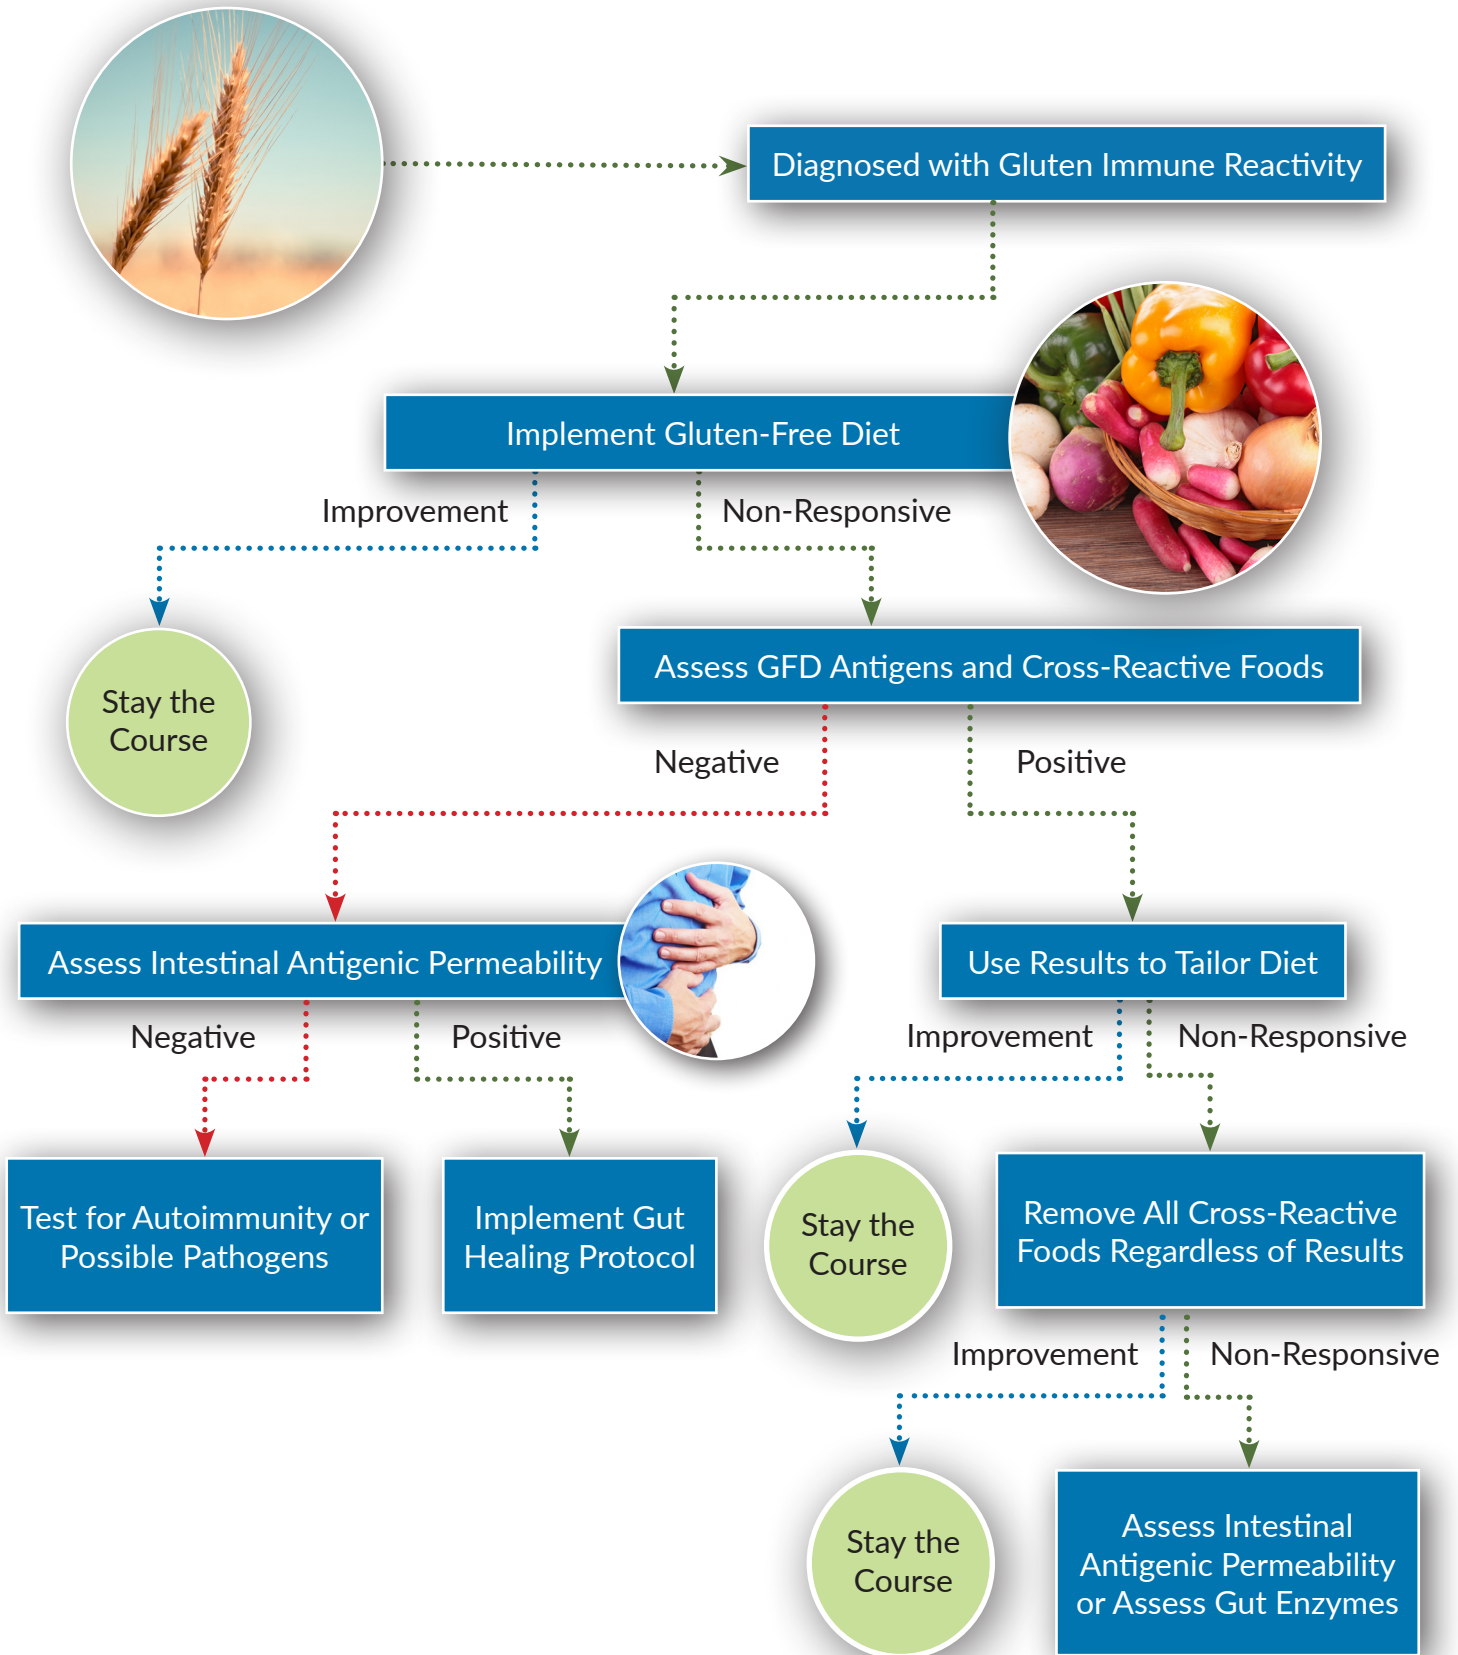 Diagnosed with Gluten Immune Reactivity
Implement Gluten-Free Diet
Improvement
Non-Responsive
Stay the
Course
Assess GFD Antigens and Cross-Reactive Foods
Negative
Positive
Assess Intestinal Antigenic Permeability
Use Results to Tailor Diet
Negative
Positive
Improvement
Non-Responsive
Test for Autoimmunity or
Possible Pathogens
Implement Gut
Healing Protocol
Stay the
Course
Remove All Cross-Reactive
Foods Regardless of Results
Improvement
Non-Responsive
Stay the
Course
Assess Intestinal
Antigenic Permeability
or Assess Gut Enzymes